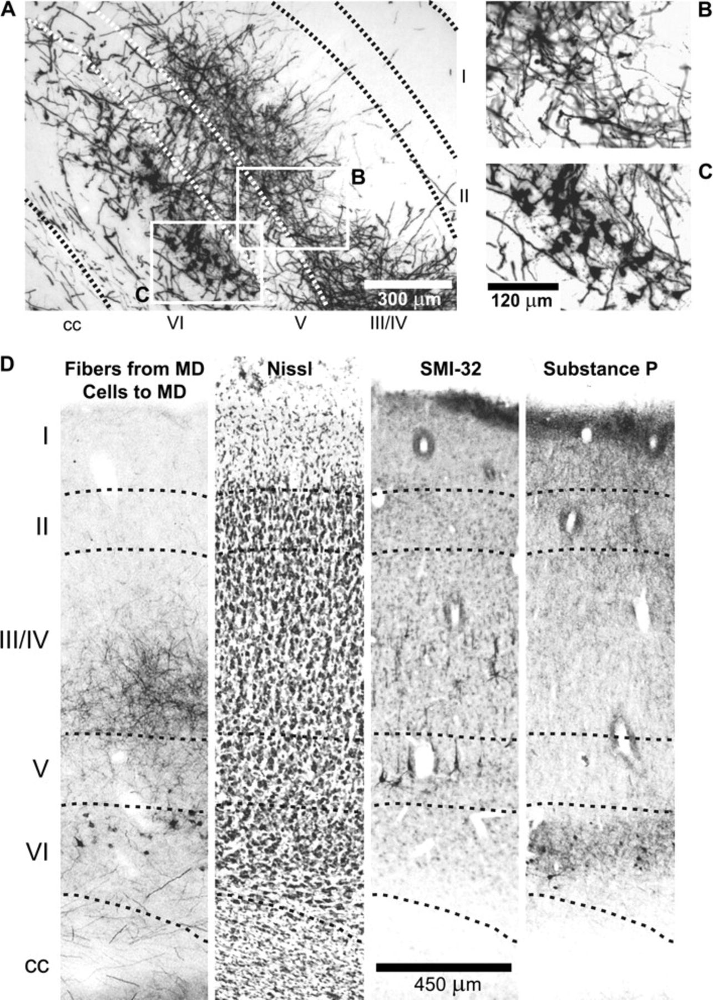 A
B
I
C
B
II
C
300 μm
120 μm
cc
VI
V
III/IV
D
Fibers from MD
Cells to MD
Nissl
SMI-32
Substance P
I
II
III/IV
V
VI
cc
450 μm